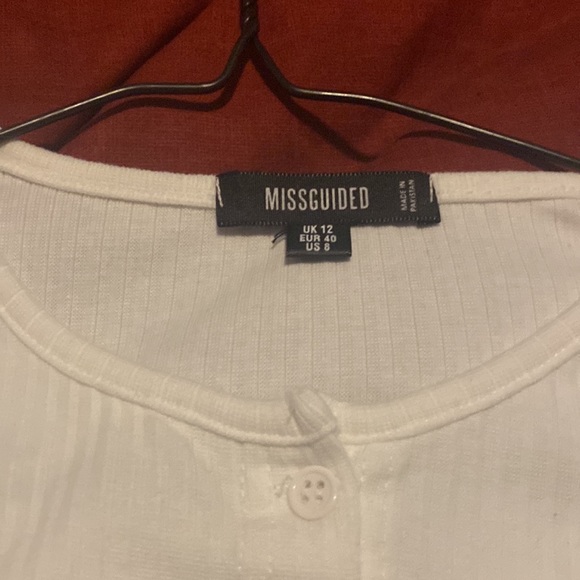 MISSGUIDED
MADE IN
PAKISTAN
UK 12
EUR 40
US 8